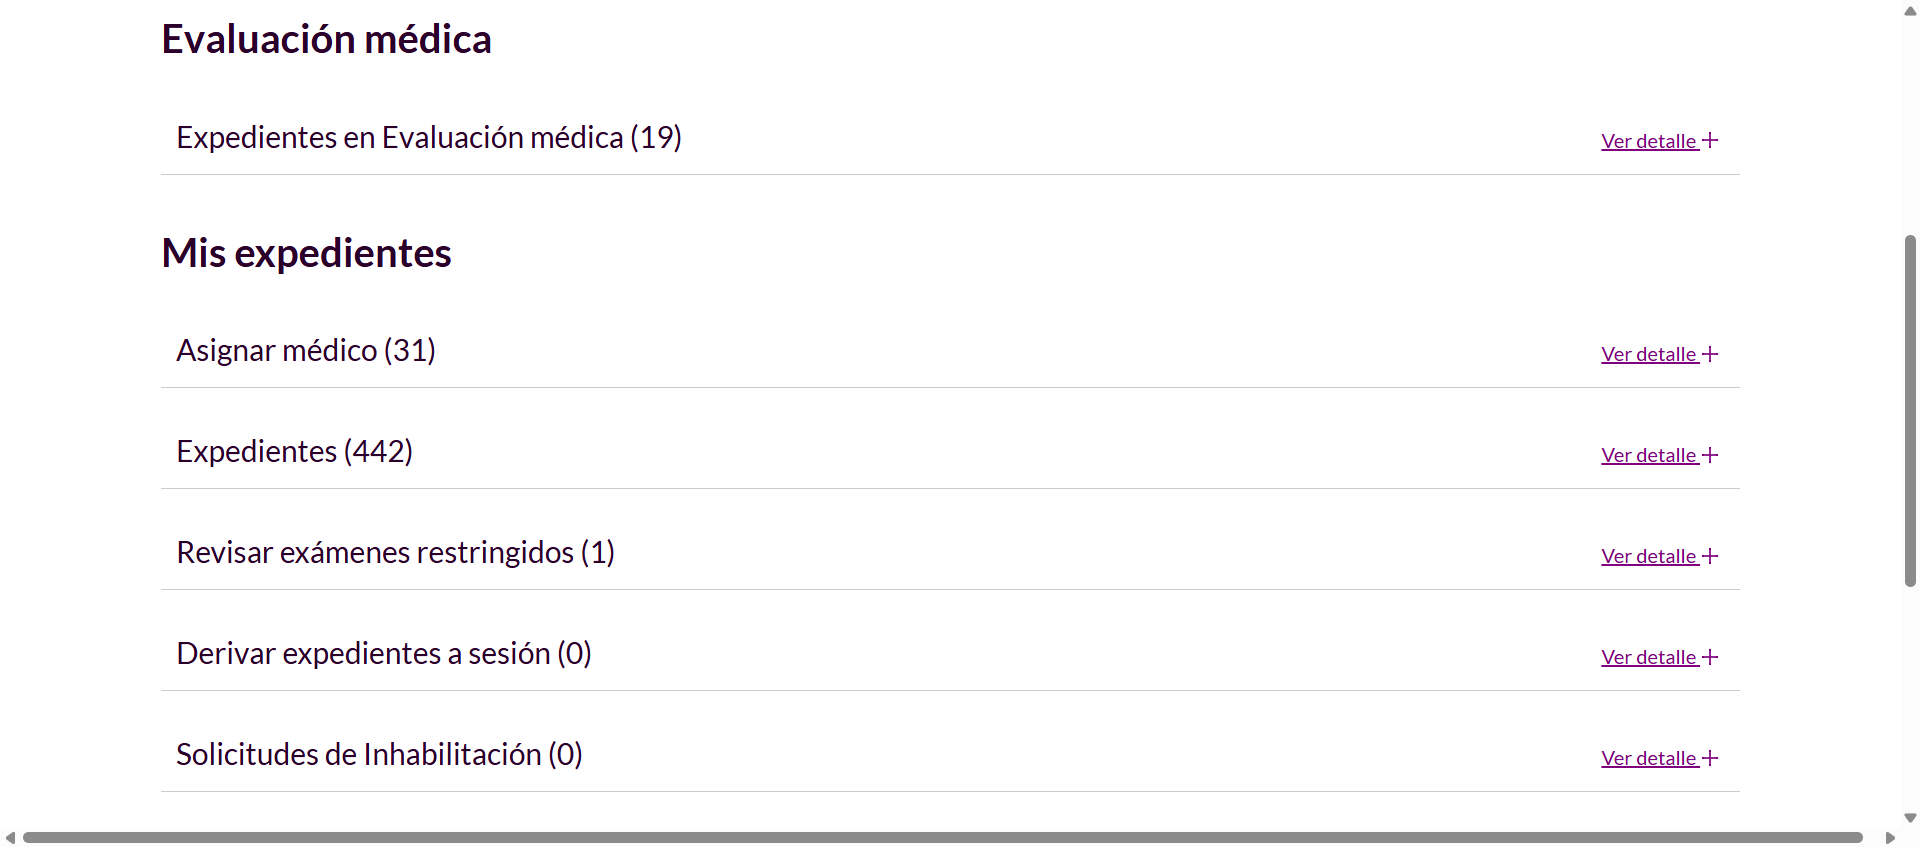 Evaluación médica
Expedientes en Evaluación médica (19)
Ver detalle +
Mis expedientes
Asignar médico (31)
Ver detalle +
Expedientes (442)
Ver detalle +
Revisar exámenes restringidos (1)
Ver detalle +
Derivar expedientes a sesión (0)
Ver detalle +
Solicitudes de Inhabilitación (0)
Ver detalle +